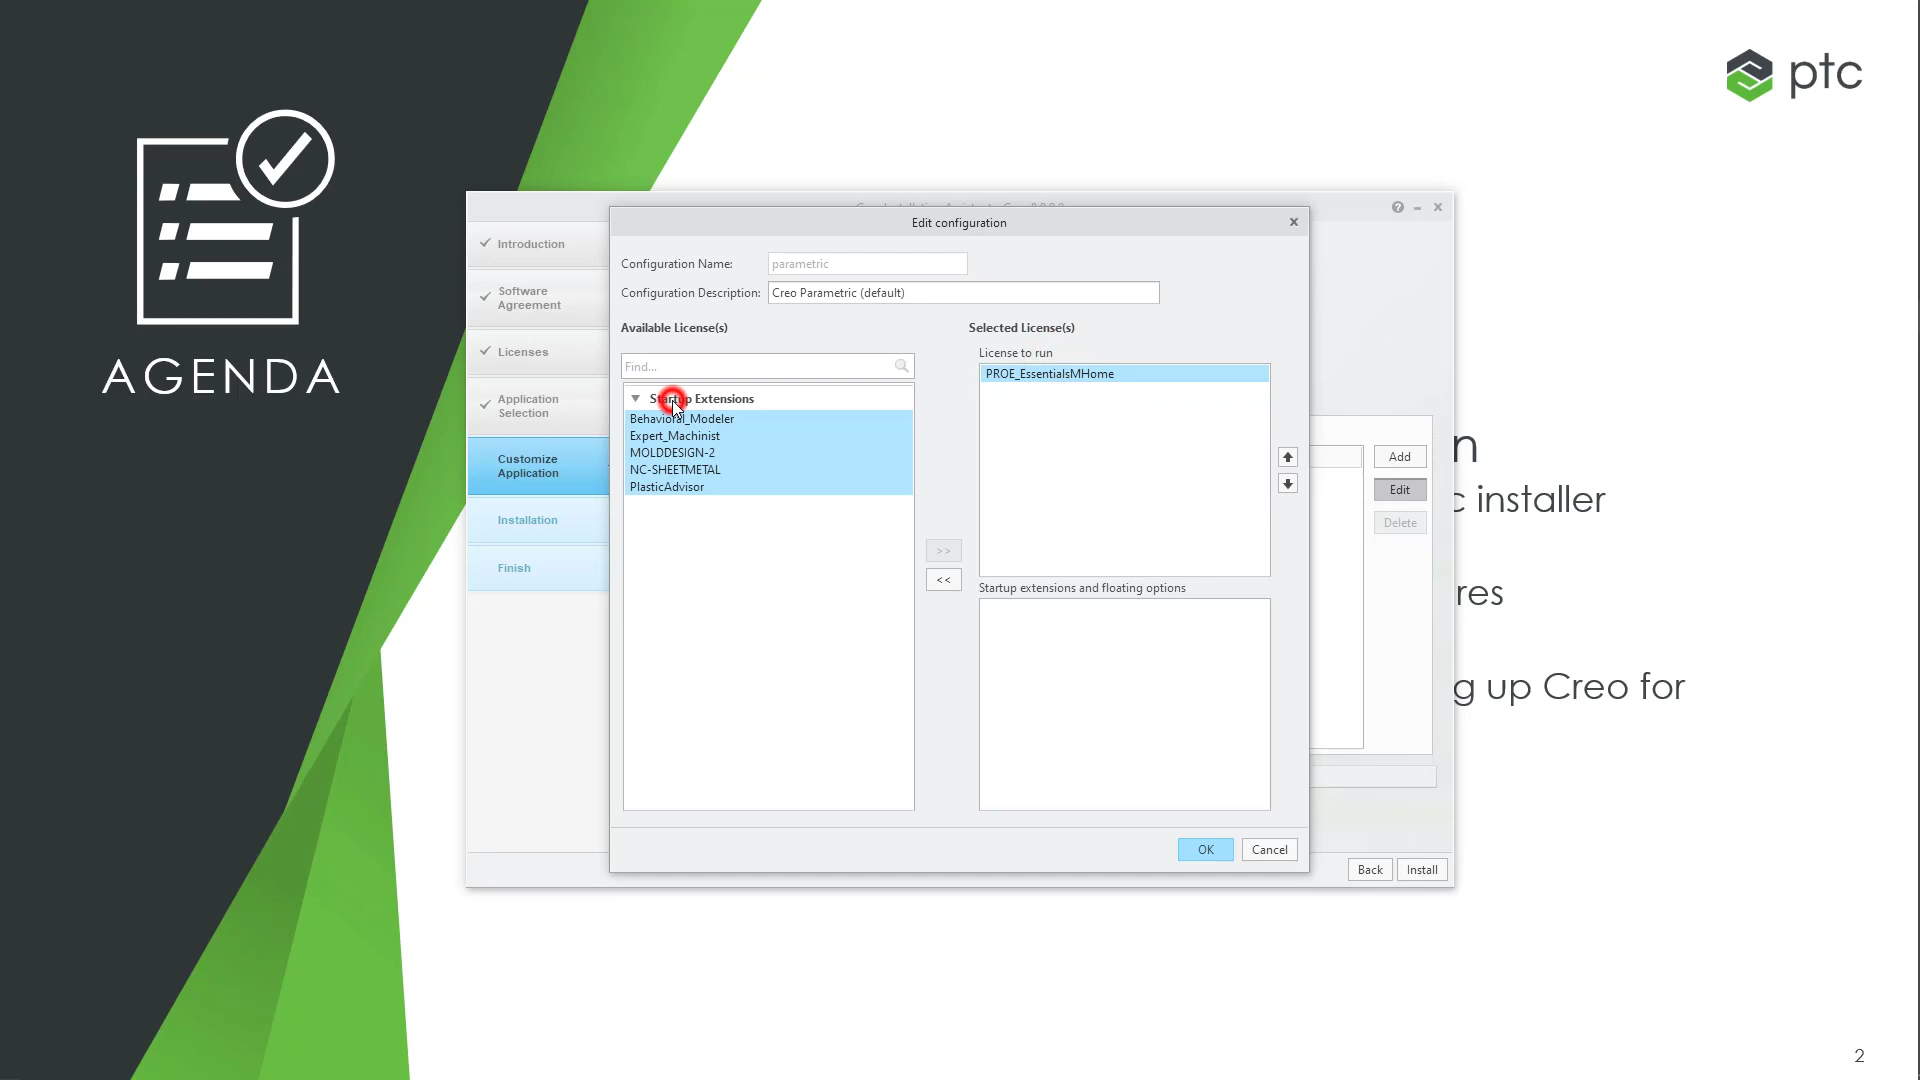 ptc
AGENDA
Edit configuration
Configuration Name: parametric
Configuration Description: Creo Parametric (default)
Available License(s)
Selected License(s)
Find...
License to run
PROE_EssentialsMHome
Startup Extensions
Behavioral_Modeler
Expert_Machinist
MOLDDESIGN-2
NC-SHEETMETAL
PlasticAdvisor
>>
<<
Startup extensions and floating options
OK
Cancel
Introduction
Software
Agreement
Licenses
Application
Selection
Customize
Application
Installation
Finish
Add
Edit
Delete
Back
Install
n
c installer
res
g up Creo for
2